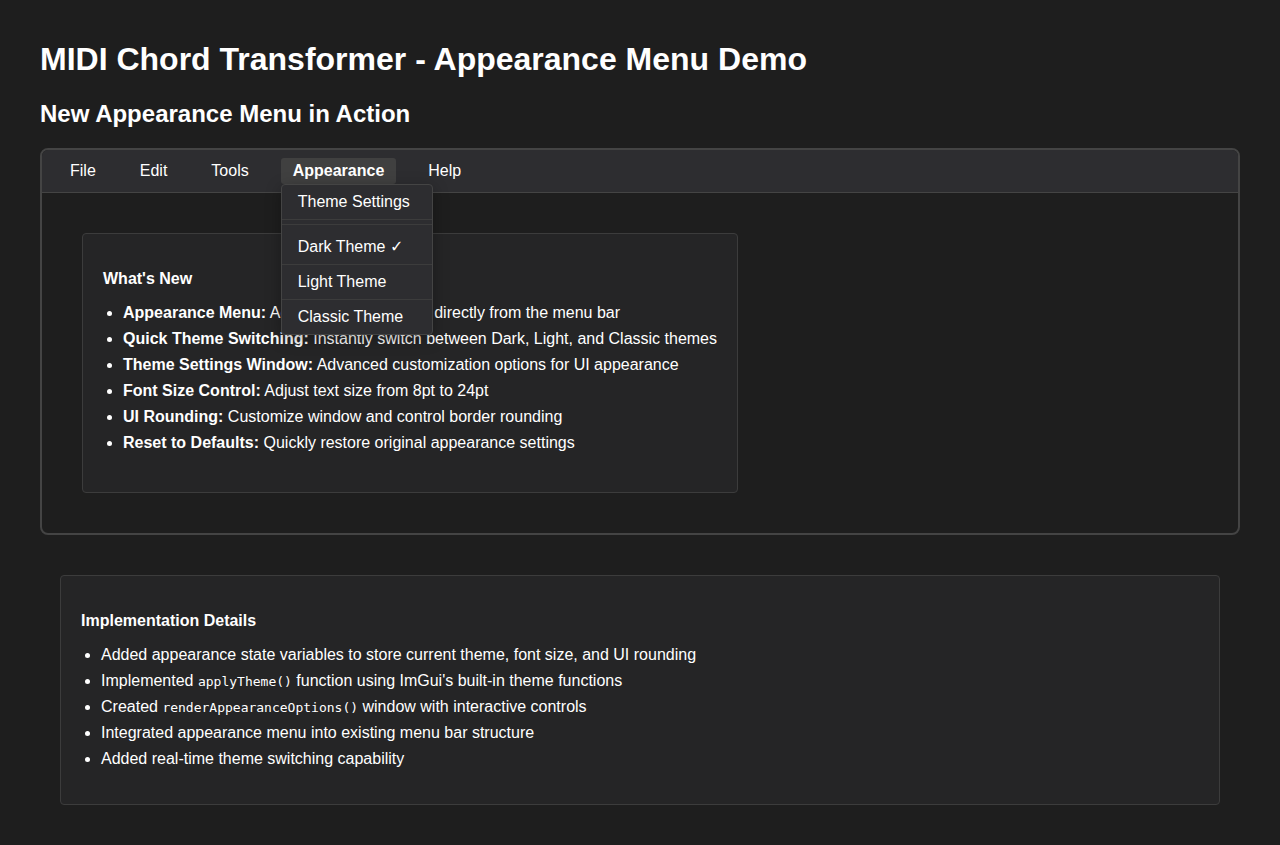 MIDI Chord Transformer - Appearance Menu Demo
New Appearance Menu in Action
File Edit Tools Appearance Help
Theme Settings
Dark Theme ✓
Light Theme
Classic Theme
What's New
• Appearance Menu: A directly from the menu bar
• Quick Theme Switching: Instantly switch between Dark, Light, and Classic themes
• Theme Settings Window: Advanced customization options for UI appearance
• Font Size Control: Adjust text size from 8pt to 24pt
• UI Rounding: Customize window and control border rounding
• Reset to Defaults: Quickly restore original appearance settings
Implementation Details
• Added appearance state variables to store current theme, font size, and UI rounding
• Implemented applyTheme() function using ImGui's built-in theme functions
• Created renderAppearanceOptions() window with interactive controls
• Integrated appearance menu into existing menu bar structure
• Added real-time theme switching capability